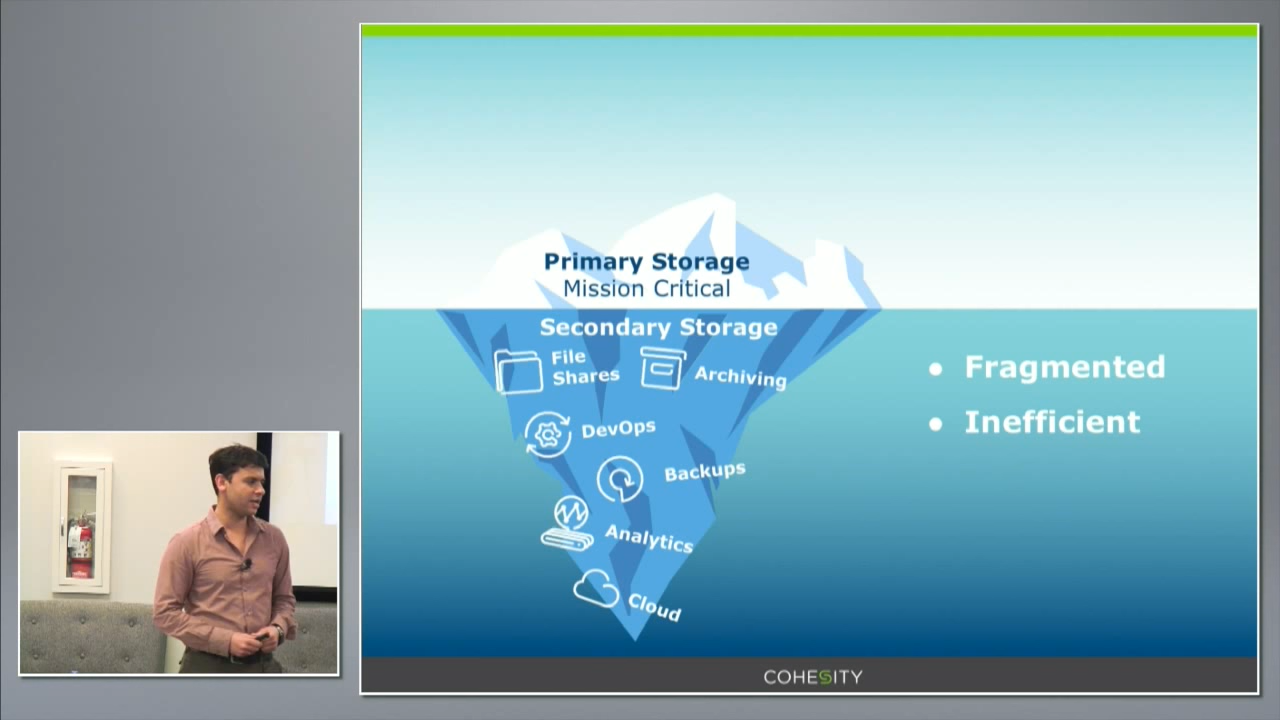 Primary Storage
Mission Critical
Secondary Storage
File
Shares
Archiving
DevOps
Backups
Analytics
Cloud
• Fragmented
• Inefficient
COHESITY